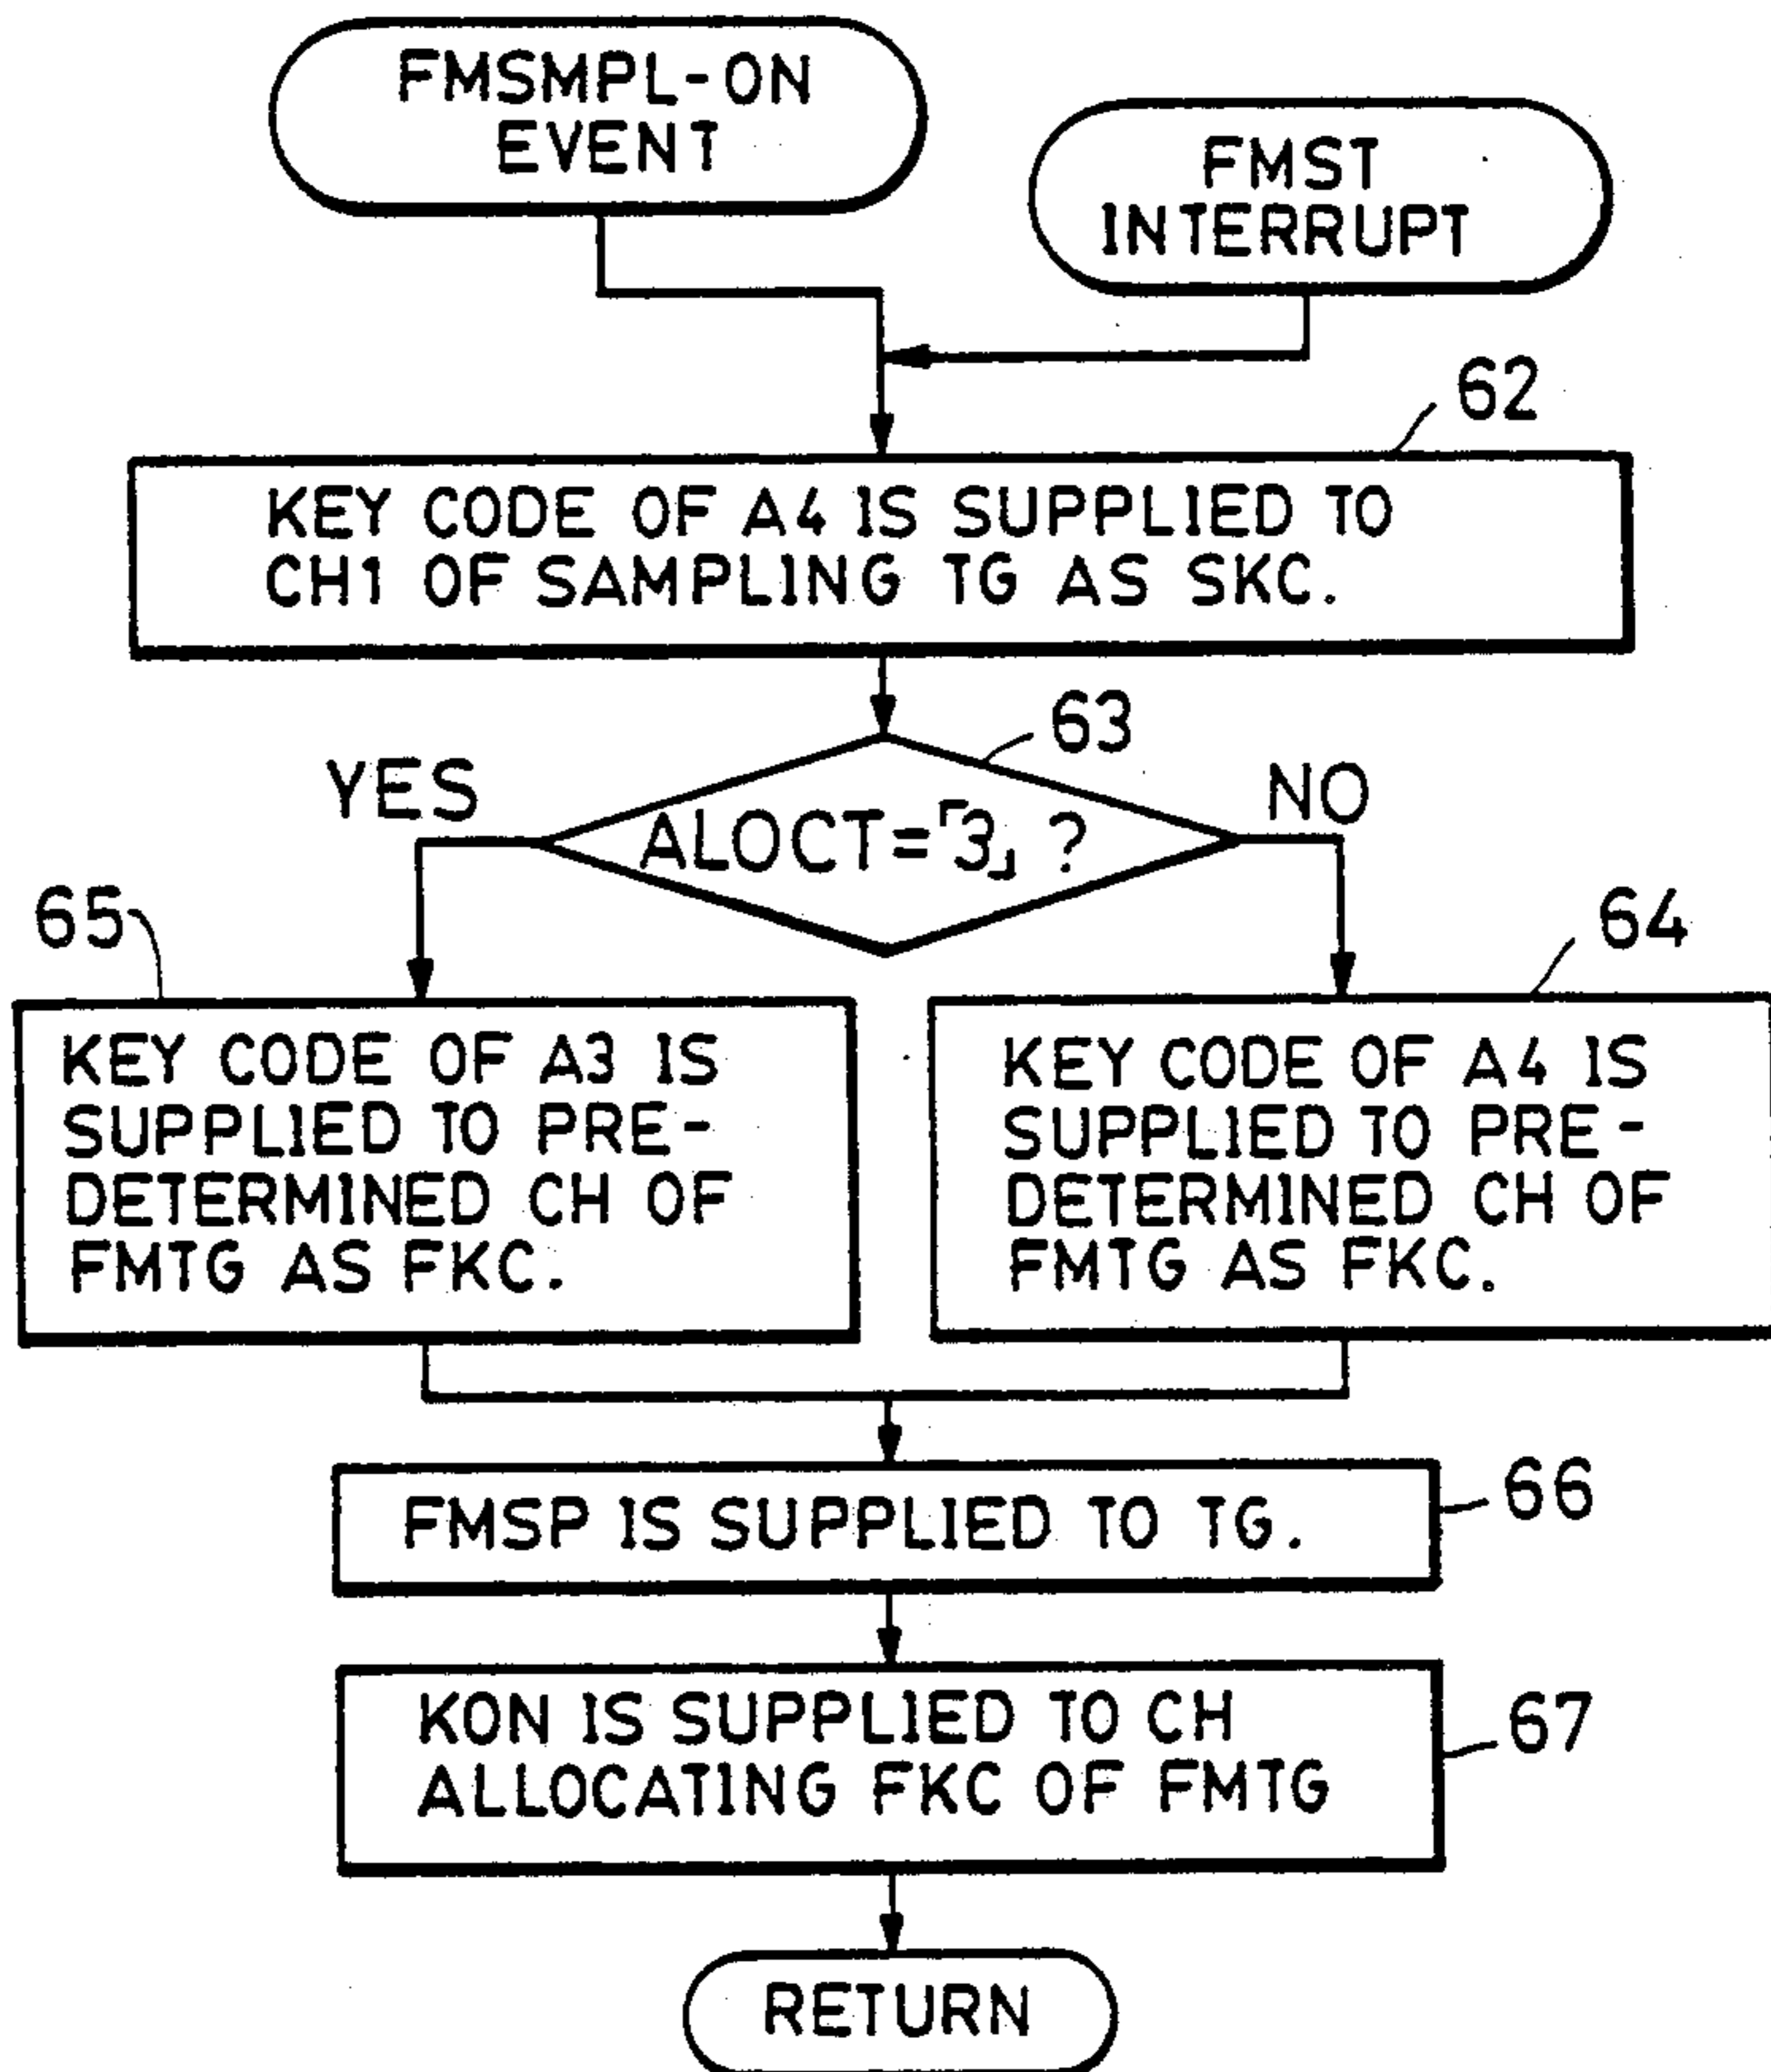 FMSMPL-ON
EVENT
FMST
INTERRUPT
62
KEY CODE OF A4 IS SUPPLIED TO
CH1 OF SAMPLING TG AS SKC.
63
YES
ALOCT=「3」 ?
NO
65
KEY CODE OF A3 IS
SUPPLIED TO PRE-
DETERMINED CH OF
FMTG AS FKC.
64
KEY CODE OF A4 IS
SUPPLIED TO PRE-
DETERMINED CH OF
FMTG AS FKC.
FMSP IS SUPPLIED TO TG.
66
KON IS SUPPLIED TO CH
ALLOCATING FKC OF FMTG
67
RETURN